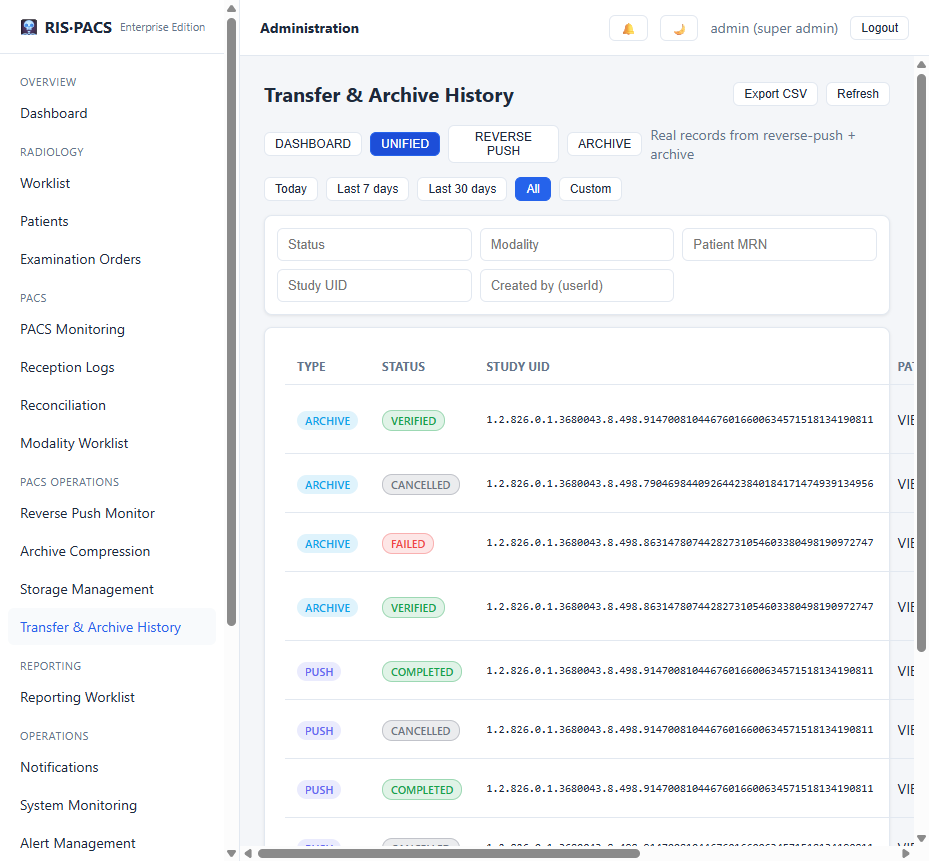 RIS·PACS Enterprise Edition
OVERVIEW
Dashboard
RADIOLOGY
Worklist
Patients
Examination Orders
PACS
PACS Monitoring
Reception Logs
Reconciliation
Modality Worklist
PACS OPERATIONS
Reverse Push Monitor
Archive Compression
Storage Management
Transfer & Archive History
REPORTING
Reporting Worklist
OPERATIONS
Notifications
System Monitoring
Alert Management
Administration
admin (super admin) Logout
Transfer & Archive History
Export CSV Refresh
DASHBOARD UNIFIED REVERSE PUSH ARCHIVE
Real records from reverse-push +
archive
Today Last 7 days Last 30 days All Custom
Status Modality Patient MRN
Study UID Created by (userId)
TYPE STATUS STUDY UID
ARCHIVE VERIFIED 1.2.826.0.1.3680043.8.498.91470081044676016600634571518134190811
ARCHIVE CANCELLED 1.2.826.0.1.3680043.8.498.79046984409264423840184171474939134956
ARCHIVE FAILED 1.2.826.0.1.3680043.8.498.86314780744282731054603380498190972747
ARCHIVE VERIFIED 1.2.826.0.1.3680043.8.498.86314780744282731054603380498190972747
PUSH COMPLETED 1.2.826.0.1.3680043.8.498.91470081044676016600634571518134190811
PUSH CANCELLED 1.2.826.0.1.3680043.8.498.91470081044676016600634571518134190811
PUSH COMPLETED 1.2.826.0.1.3680043.8.498.91470081044676016600634571518134190811